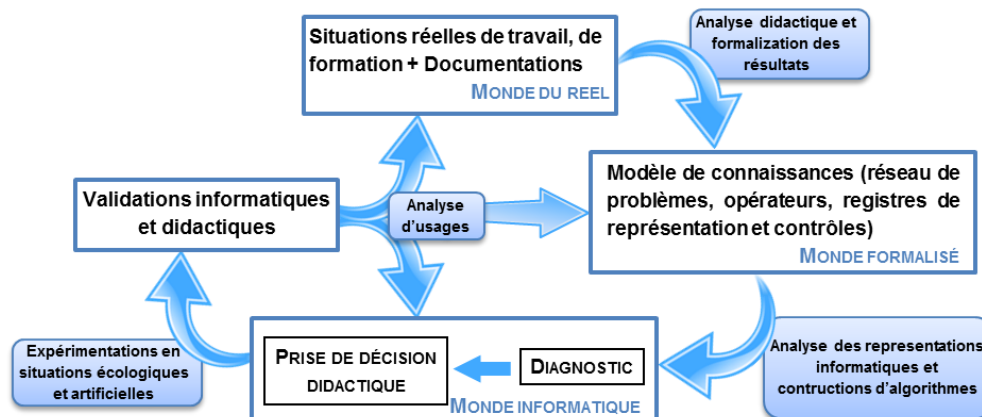 Situations réelles de travail, de
formation + Documentations
MONDE DU REEL
Analyse didactique et
formalization des
résultats
Modèle de connaissances (réseau de
problèmes, opérateurs, registres de
représentation et contrôles)
MONDE FORMALISÉ
Validations informatiques
et didactiques
Analyse
d'usages
Expérimentations en
situations écologiques
et artificielles
PRISE DE DÉCISION
DIDACTIQUE
DIAGNOSTIC
MONDE INFORMATIQUE
Analyse des representations
informatiques et
contructions d'algorithmes